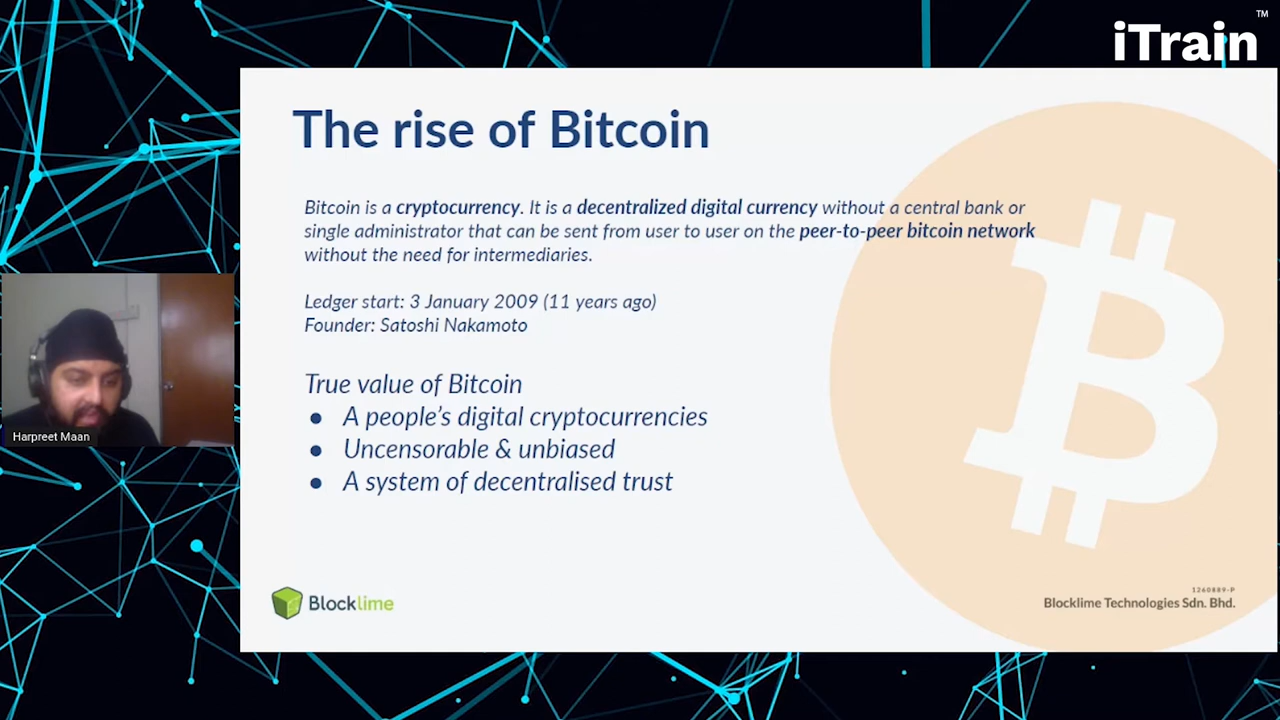 iTrain™
The rise of Bitcoin
Bitcoin is a cryptocurrency. It is a decentralized digital currency without a central bank or
single administrator that can be sent from user to user on the peer-to-peer bitcoin network
without the need for intermediaries.
Ledger start: 3 January 2009 (11 years ago)
Founder: Satoshi Nakamoto
True value of Bitcoin
● A people's digital cryptocurrencies
● Uncensorable & unbiased
● A system of decentralised trust
Harpreet Maan
Blocklime
1260889-P
Blocklime Technologies Sdn. Bhd.